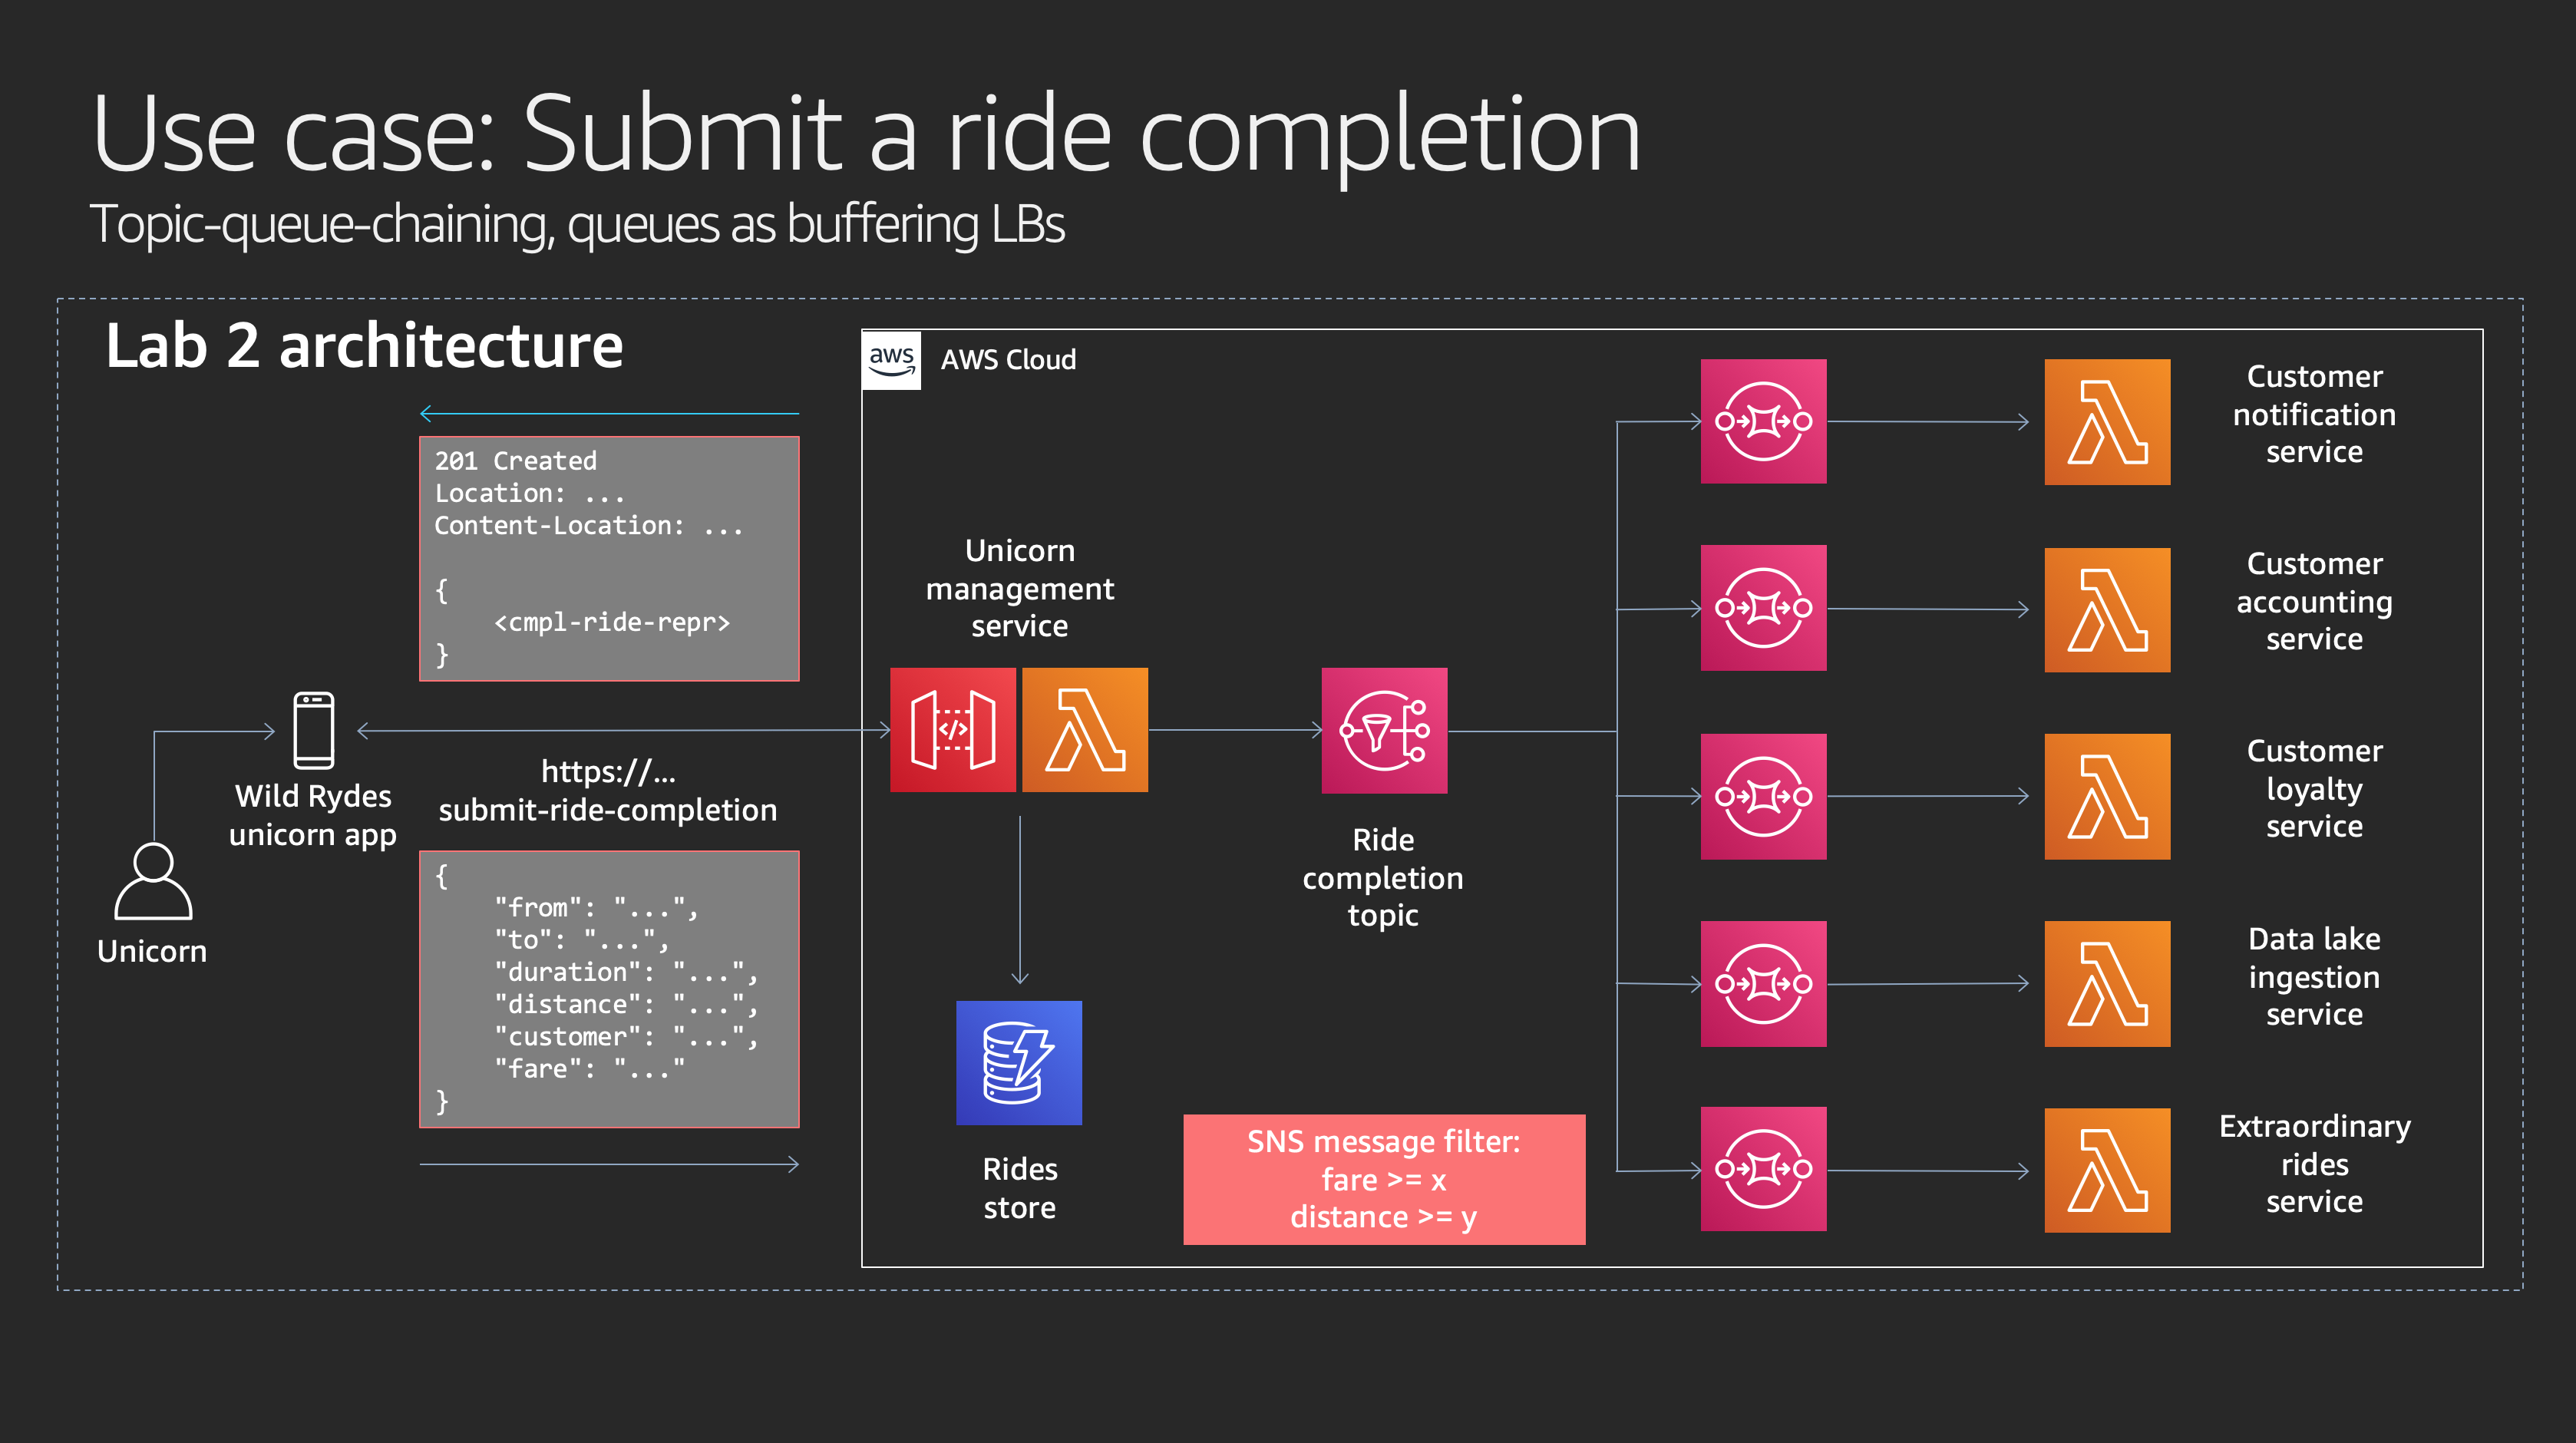 Use case: Submit a ride completion
Topic-queue-chaining, queues as buffering LBs
Lab 2 architecture
aws
AWS Cloud
201 Created
Location: ...
Content-Location: ...
{
<cmpl-ride-repr>
}
Wild Rydes
unicorn app
Unicorn
https://...
submit-ride-completion
{
"from": "...",
"to": "...",
"duration": "...",
"distance": "...",
"customer": "...",
"fare": "..."
}
Unicorn
management
service
</>
Rides
store
Ride
completion
topic
SNS message filter:
fare >= x
distance >= y
Customer
notification
service
Customer
accounting
service
Customer
loyalty
service
Data lake
ingestion
service
Extraordinary
rides
service